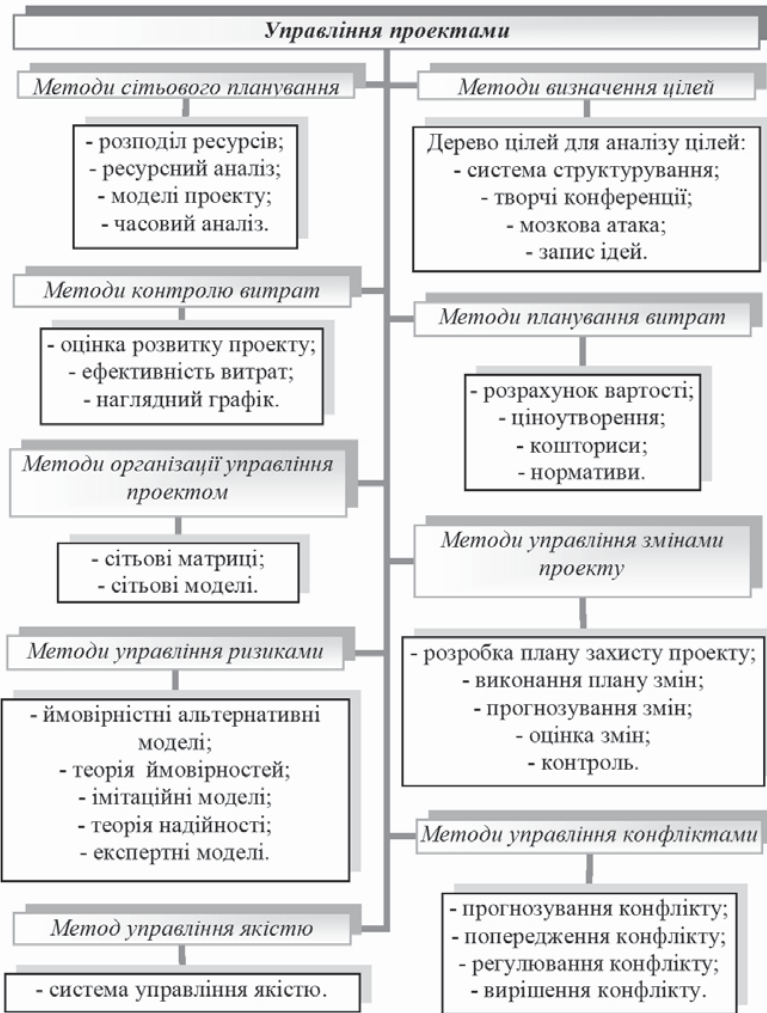 Управління проектами
Методи сітьового планування
- розподіл ресурсів;
- ресурсний аналіз;
- моделі проекту;
- часовий аналіз.
Методи контролю витрат
- оцінка розвитку проекту;
- ефективність витрат;
- наглядний графік.
Методи організації управління
проектом
- сітьові матриці;
- сітьові моделі.
Методи управління ризиками
- ймовірністні альтернативні
моделі;
- теорія ймовірностей;
- імітаційні моделі;
- теорія надійності;
- експертні моделі.
Метод управління якістю
- система управління якістю.
Методи визначення цілей
Дерево цілей для аналізу цілей:
- система структурування;
- творчі конференції;
- мозкова атака;
- запис ідей.
Методи планування витрат
- розрахунок вартості;
- ціноутворення;
- кошториси;
- нормативи.
Методи управління змінами
проекту
- розробка плану захисту проекту;
- виконання плану змін;
- прогнозування змін;
- оцінка змін;
- контроль.
Методи управління конфліктами
- прогнозування конфлікту;
- попередження конфлікту;
- регулювання конфлікту;
- вирішення конфлікту.